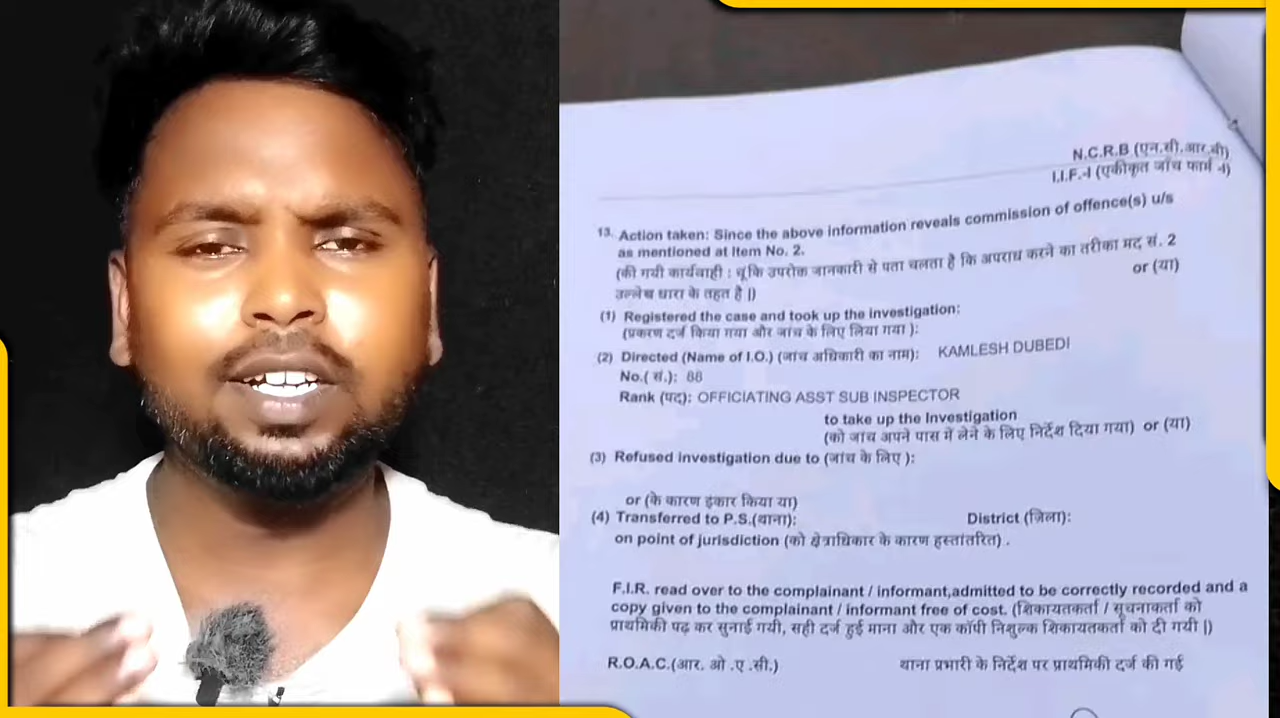 N.C.R.B (एन.सी.आर.बी)
I.I.F.-I (एकीकृत जाँच फार्म -I)
13. Action taken: Since the above information reveals commission of offence(s) u/s
as mentioned at Item No. 2.
(की गयी कार्यवाही : चूंकि उपरोक्त जानकारी से पता चलता है कि अपराध करने का तरीका मद सं. 2
उल्लेख धारा के तहत है |) or (या)
(1) Registered the case and took up the investigation:
(प्रकरण दर्ज किया गया और जांच के लिए लिया गया ):
(2) Directed (Name of I.O.) (जांच अधिकारी का नाम): KAMLESH DUBEDI
No.( सं.): 88
Rank (पद): OFFICIATING ASST SUB INSPECTOR
to take up the Investigation
(को जांच अपने पास में लेने के लिए निर्देश दिया गया) or (या)
(3) Refused investigation due to (जांच के लिए ):
or (के कारण इंकार किया या)
(4) Transferred to P.S.(थाना): District (ज़िला):
on point of jurisdiction (को क्षेत्राधिकार के कारण हस्तांतरित) .
F.I.R. read over to the complainant / informant,admitted to be correctly recorded and a
copy given to the complainant / informant free of cost. (शिकायतकर्ता / सूचनाकर्ता को
प्राथमिकी पढ़ कर सुनाई गयी, सही दर्ज हुई माना और एक कॉपी निशुल्क शिकायतकर्ता को दी गयी |)
R.O.A.C.(आर. ओ .ए .सी.) थाना प्रभारी के निर्देश पर प्राथमिकी दर्ज की गई